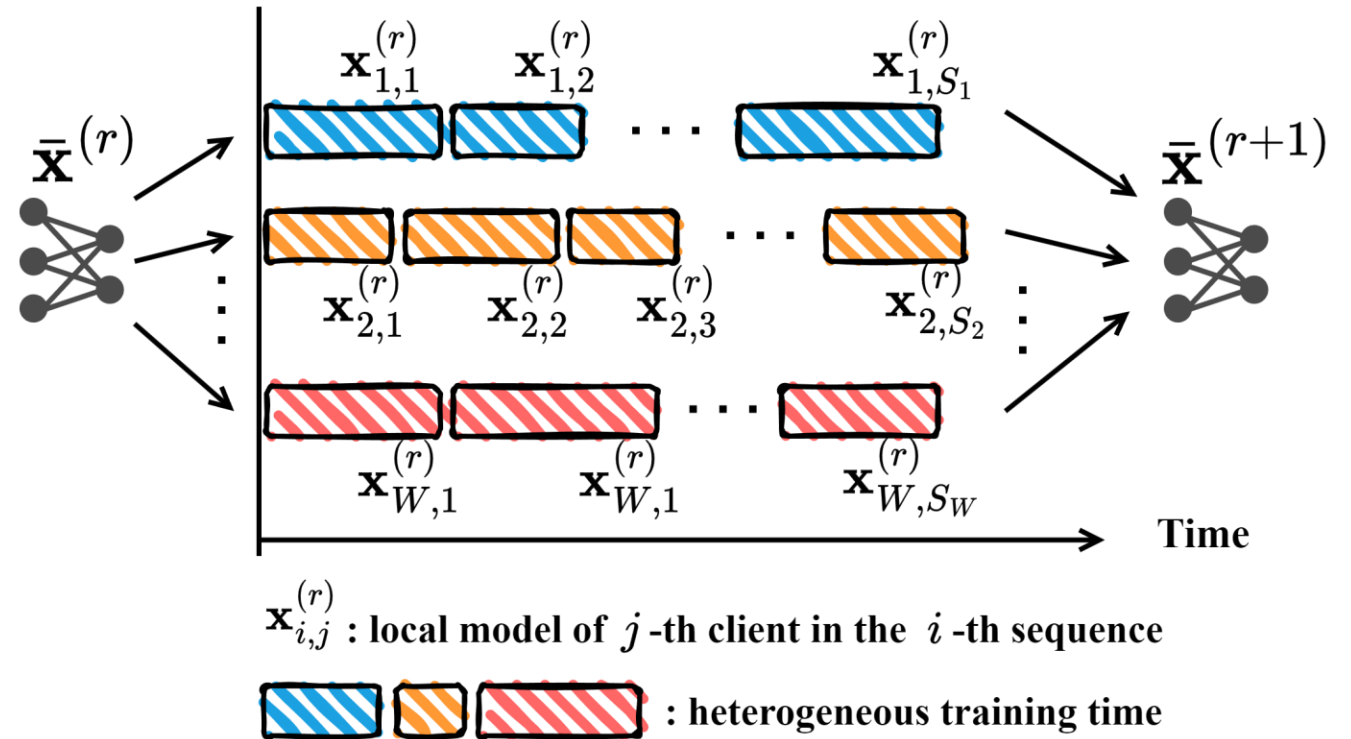 x_{1,1}^{(r)} x_{1,2}^{(r)} x_{1,S_1}^{(r)}
x̄^{(r)} ... x̄^{(r+1)}
...
x_{2,1}^{(r)} x_{2,2}^{(r)} x_{2,3}^{(r)} x_{2,S_2}^{(r)}
...
x_{W,1}^{(r)} x_{W,1}^{(r)} x_{W,S_W}^{(r)}
Time
x_{i,j}^{(r)} : local model of j -th client in the i -th sequence
: heterogeneous training time